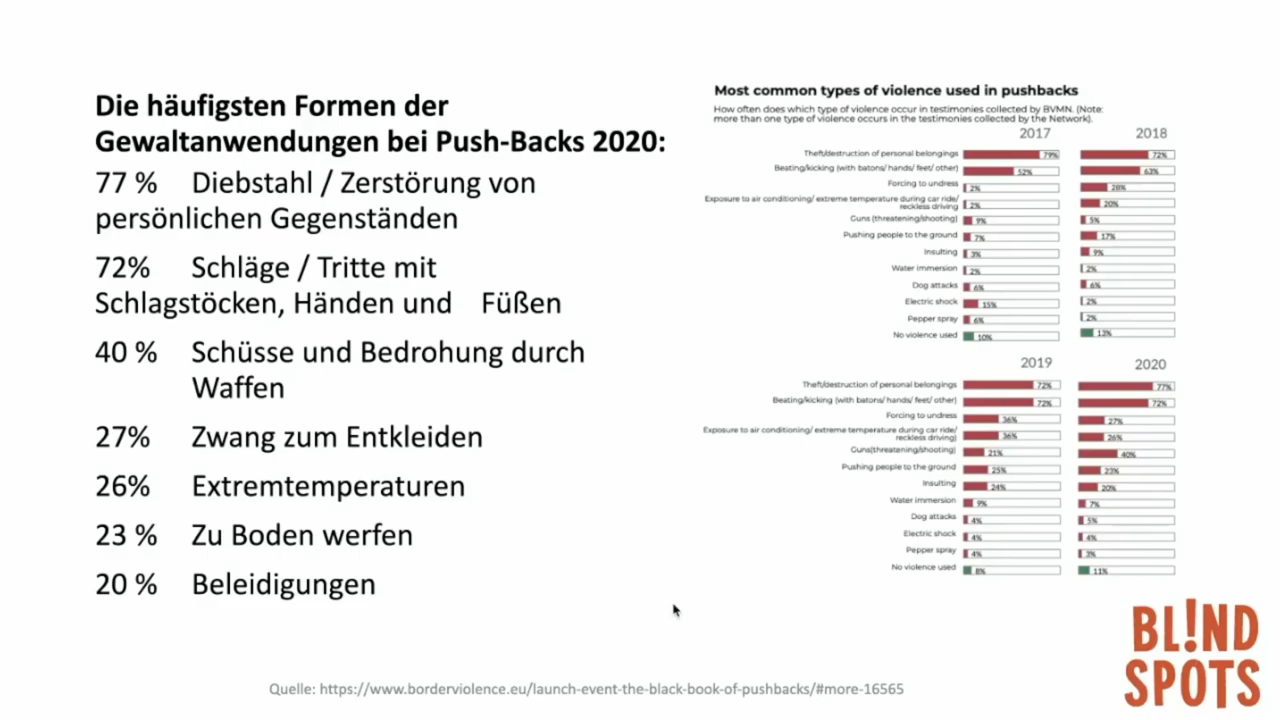 Die häufigsten Formen der
Gewaltanwendungen bei Push-Backs 2020:
77 % Diebstahl / Zerstörung von
persönlichen Gegenständen
72% Schläge / Tritte mit
Schlagstöcken, Händen und Füßen
40 % Schüsse und Bedrohung durch
Waffen
27% Zwang zum Entkleiden
26% Extremtemperaturen
23 % Zu Boden werfen
20 % Beleidigungen
Most common types of violence used in pushbacks
How often does which type of violence occur in testimonies collected by BVMN. (Note:
more than one type of violence occurs in the testimonies collected by the Network).
2017 2018
Theft/destruction of personal belongings 79% 72%
Beating/kicking (with batons/ hands/ feet/ other) 52% 63%
Forcing to undress 2% 28%
Exposure to air conditioning/ extreme temperature during car ride/
reckless driving 2% 20%
Guns (threatening/shooting) 9% 5%
Pushing people to the ground 7% 17%
Insulting 3% 9%
Water immersion 2% 2%
Dog attacks 6% 6%
Electric shock 15% 2%
Pepper spray 6% 2%
No violence used 10% 13%
2019 2020
Theft/destruction of personal belongings 72% 77%
Beating/kicking (with batons/ hands/ feet/ other) 72% 72%
Forcing to undress 36% 27%
Exposure to air conditioning/ extreme temperature during car ride/
reckless driving) 36% 26%
Guns(threatening/shooting) 21% 40%
Pushing people to the ground 25% 23%
Insulting 24% 20%
Water immersion 9% 7%
Dog attacks 4% 5%
Electric shock 4% 4%
Pepper spray 4% 3%
No violence used 8% 11%
BL!ND
SPOTS
Quelle: https://www.borderviolence.eu/launch-event-the-black-book-of-pushbacks/#more-16565